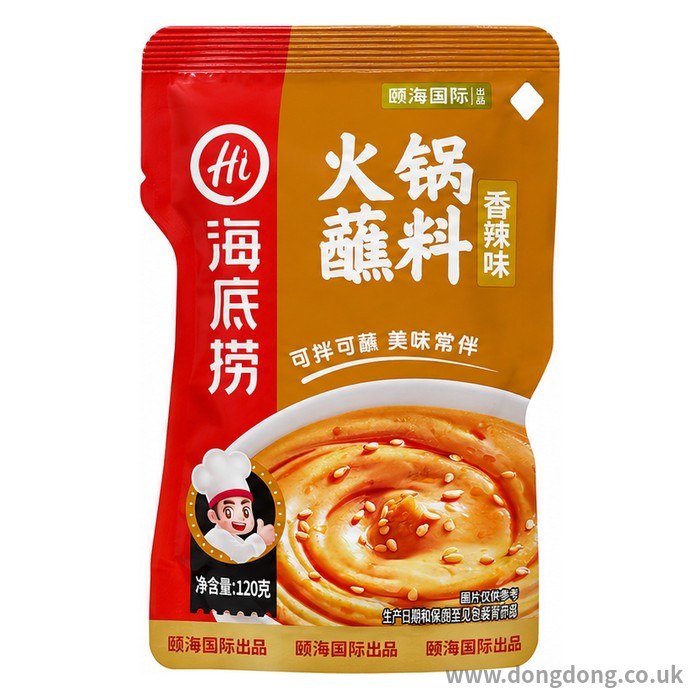 颐海国际 出品
Hi
海底捞
火锅
蘸料
香辣味
可拌可蘸 美味常伴
净含量:120克
图片仅供参考
生产日期和保质期至见包装背面部
颐海国际出品 颐海国际出品 颐海国际出品
www.dongdong.co.uk